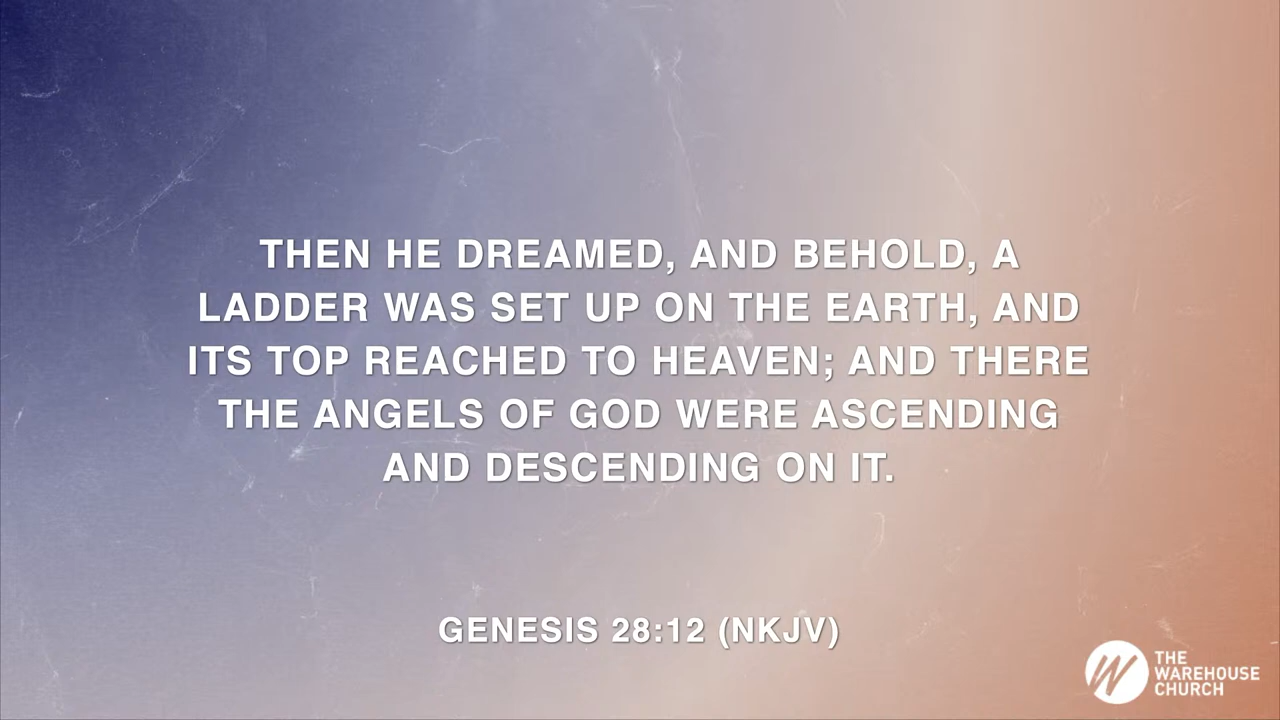 THEN HE DREAMED, AND BEHOLD, A
LADDER WAS SET UP ON THE EARTH, AND
ITS TOP REACHED TO HEAVEN; AND THERE
THE ANGELS OF GOD WERE ASCENDING
AND DESCENDING ON IT.
GENESIS 28:12 (NKJV)
W
THE
WAREHOUSE
CHURCH